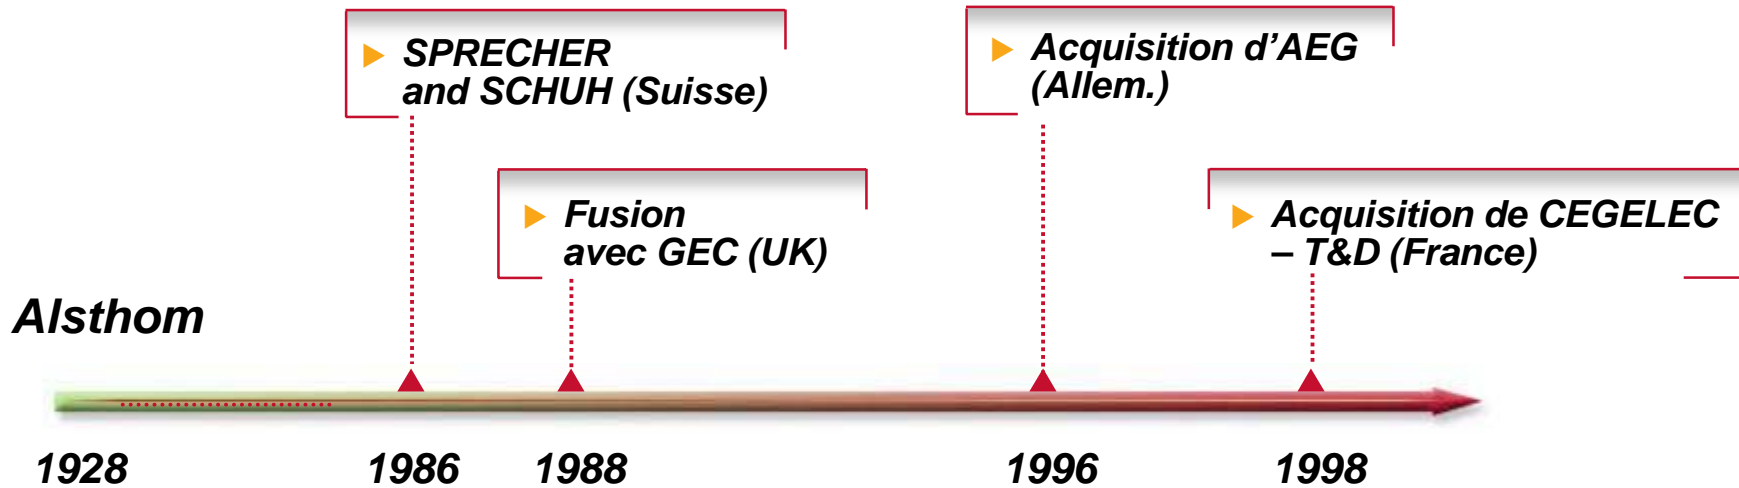 SPRECHER
and SCHUH (Suisse)
Acquisition d’AEG
(Allem.)
Fusion
avec GEC (UK)
Acquisition de CEGELEC
– T&D (France)
Alsthom
1928
1986
1988
1996
1998